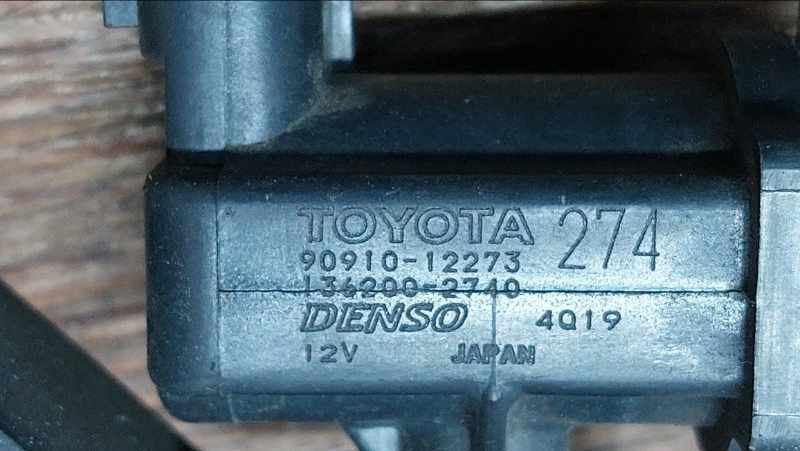 TOYOTA 274
90910-12273
136200-2740
DENSO 4Q19
12V JAPAN